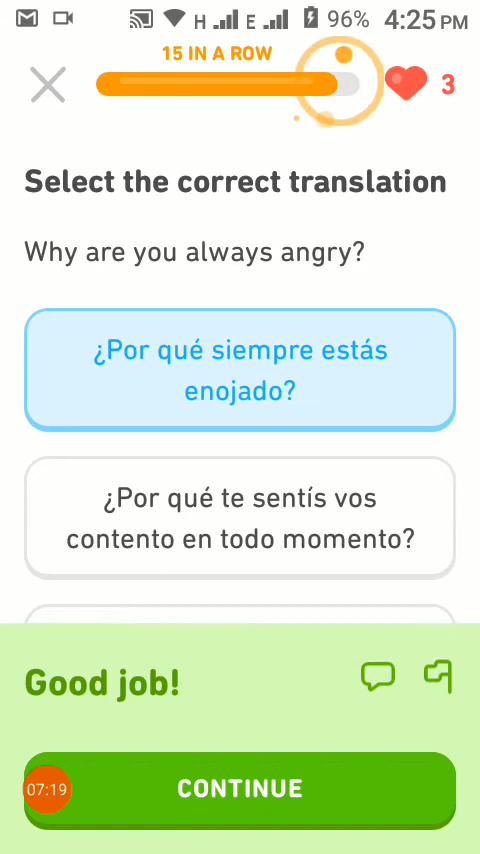 H E 96% 4:25 PM
15 IN A ROW
3
Select the correct translation
Why are you always angry?
¿Por qué siempre estás
enojado?
¿Por qué te sentís vos
contento en todo momento?
Good job!
07:19
CONTINUE